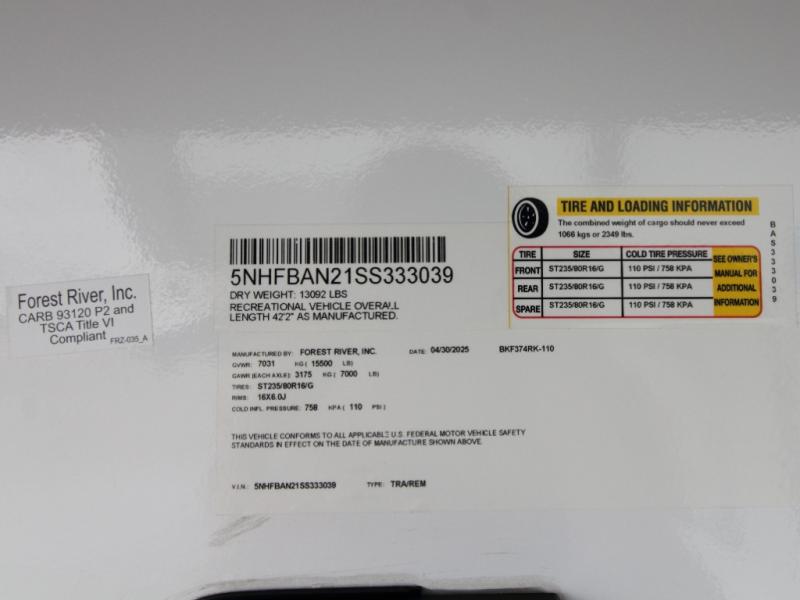 Forest River, Inc.
CARB 93120 P2 and
TSCA Title VI
Compliant FRZ-035_A
5NHFBAN21SS333039
DRY WEIGHT: 13092 LBS
RECREATIONAL VEHICLE OVERALL
LENGTH 42'2" AS MANUFACTURED.
TIRE AND LOADING INFORMATION
The combined weight of cargo should never exceed
1066 kgs or 2349 lbs.
TIRE SIZE COLD TIRE PRESSURE
FRONT ST235/80R16/G 110 PSI / 758 KPA
REAR ST235/80R16/G 110 PSI / 758 KPA
SPARE ST235/80R16/G 110 PSI / 758 KPA
SEE OWNER'S
MANUAL FOR
ADDITIONAL
INFORMATION
BAS333039
MANUFACTURED BY: FOREST RIVER, INC. DATE: 04/30/2025 BKF374RK-110
GVWR: 7031 KG ( 15500 LB)
GAWR (EACH AXLE): 3175 KG ( 7000 LB)
TIRES: ST235/80R16/G
RIMS: 16X6.0J
COLD INFL. PRESSURE: 758 KPA ( 110 PSI )
THIS VEHICLE CONFORMS TO ALL APPLICABLE U.S. FEDERAL MOTOR VEHICLE SAFETY
STANDARDS IN EFFECT ON THE DATE OF MANUFACTURE SHOWN ABOVE.
V.I.N.: 5NHFBAN21SS333039 TYPE: TRA/REM